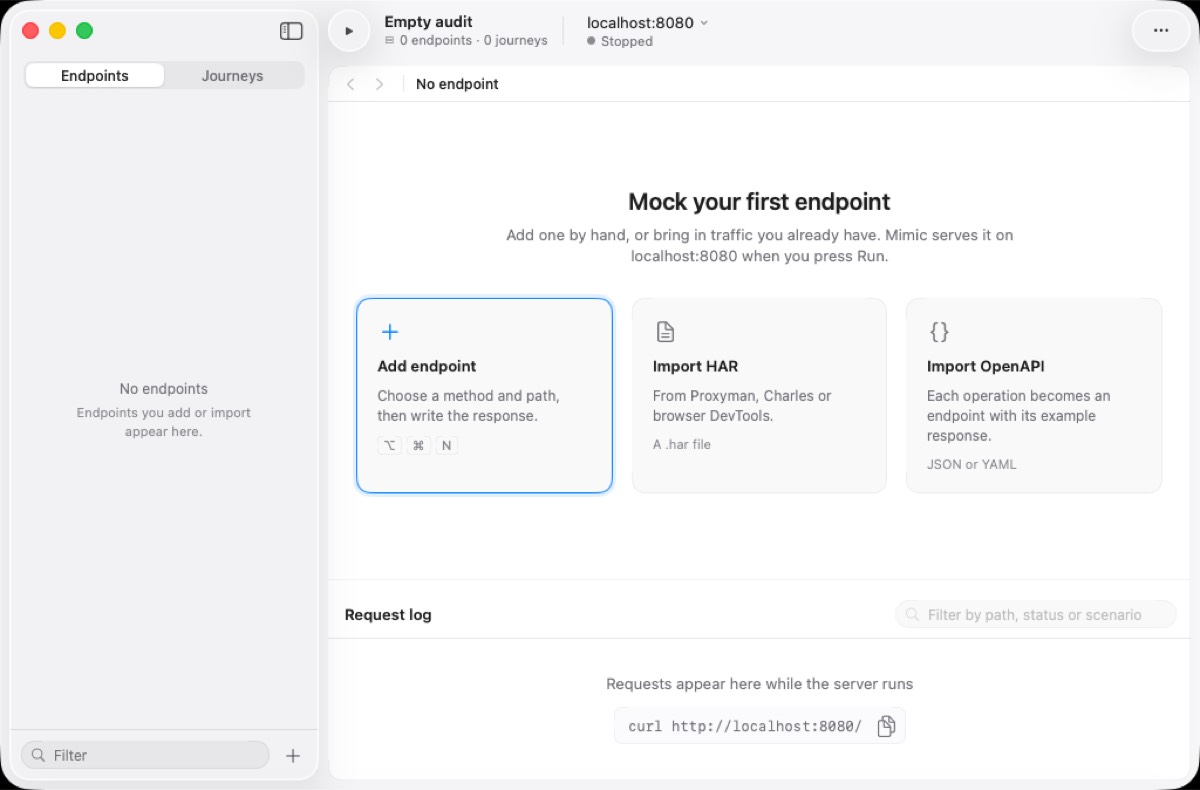 Empty audit
0 endpoints · 0 journeys
localhost:8080
Stopped
Endpoints
Journeys
No endpoint
No endpoints
Endpoints you add or import
appear here.
Filter
Mock your first endpoint
Add one by hand, or bring in traffic you already have. Mimic serves it on
localhost:8080 when you press Run.
Add endpoint
Choose a method and path,
then write the response.
⌥ ⌘ N
Import HAR
From Proxyman, Charles or
browser DevTools.
A .har file
{}
Import OpenAPI
Each operation becomes an
endpoint with its example
response.
JSON or YAML
Request log
Filter by path, status or scenario
Requests appear here while the server runs
curl http://localhost:8080/